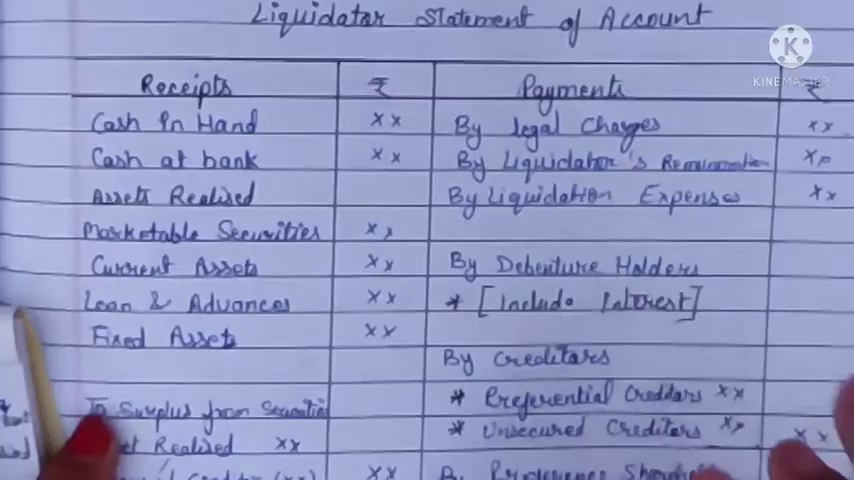 Liquidator Statement of Account
KINEMASTER
Receipts ₹ Payments ₹
Cash In Hand xx By legal Charges xx
Cash at bank xx By Liquidator's Remuneration xx
Assets Realised By Liquidation Expenses xx
Marketable Securities x
Current Assets xx By Debenture Holders
Loan & Advances xx * [Include Interest]
Fixed Assets xx
By Creditors
* Preferential Creditors xx
To Surplus from Securities
* Unsecured Creditors xx xx
Realised xx
xx By